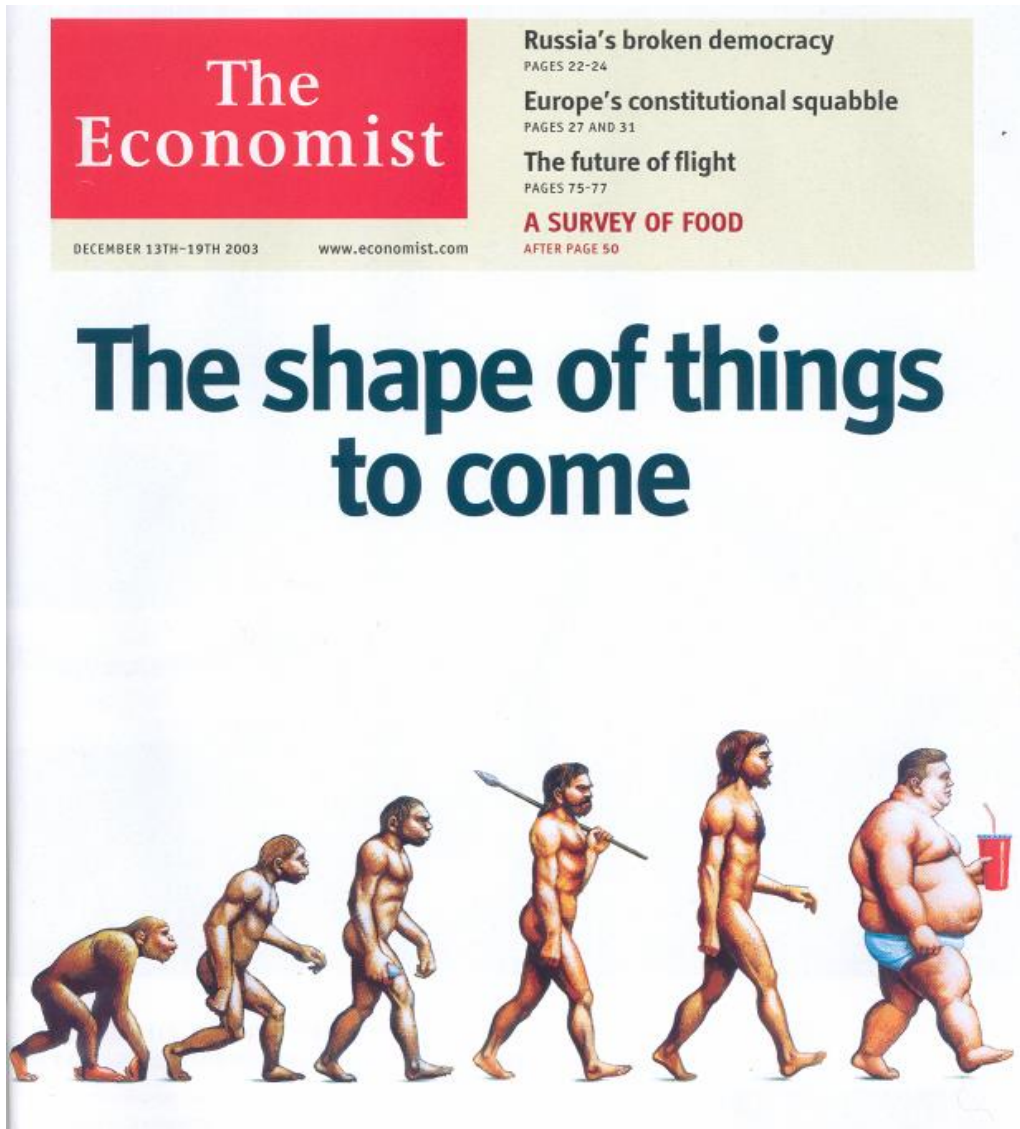 The
Economist
DECEMBER 13TH–19TH 2003 www.economist.com
Russia's broken democracy
PAGES 22-24
Europe's constitutional squabble
PAGES 27 AND 31
The future of flight
PAGES 75-77
A SURVEY OF FOOD
AFTER PAGE 50
The shape of things
to come